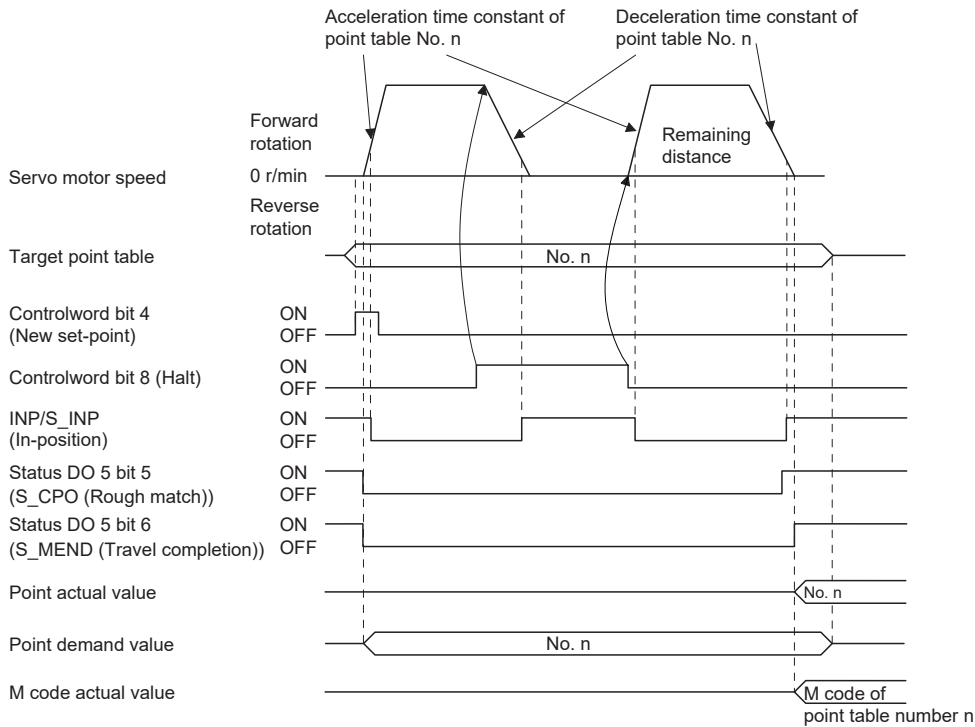 Acceleration time constant of
point table No. n
Deceleration time constant of
point table No. n
Forward
rotation
Remaining
distance
Servo motor speed
0 r/min
Reverse
rotation
Target point table
No. n
Controlword bit 4
(New set-point)
ON
OFF
Controlword bit 8 (Halt)
ON
OFF
INP/S_INP
(In-position)
ON
OFF
Status DO 5 bit 5
(S_CPO (Rough match))
ON
OFF
Status DO 5 bit 6
(S_MEND (Travel completion))
ON
OFF
Point actual value
No. n
Point demand value
No. n
M code actual value
M code of
point table number n